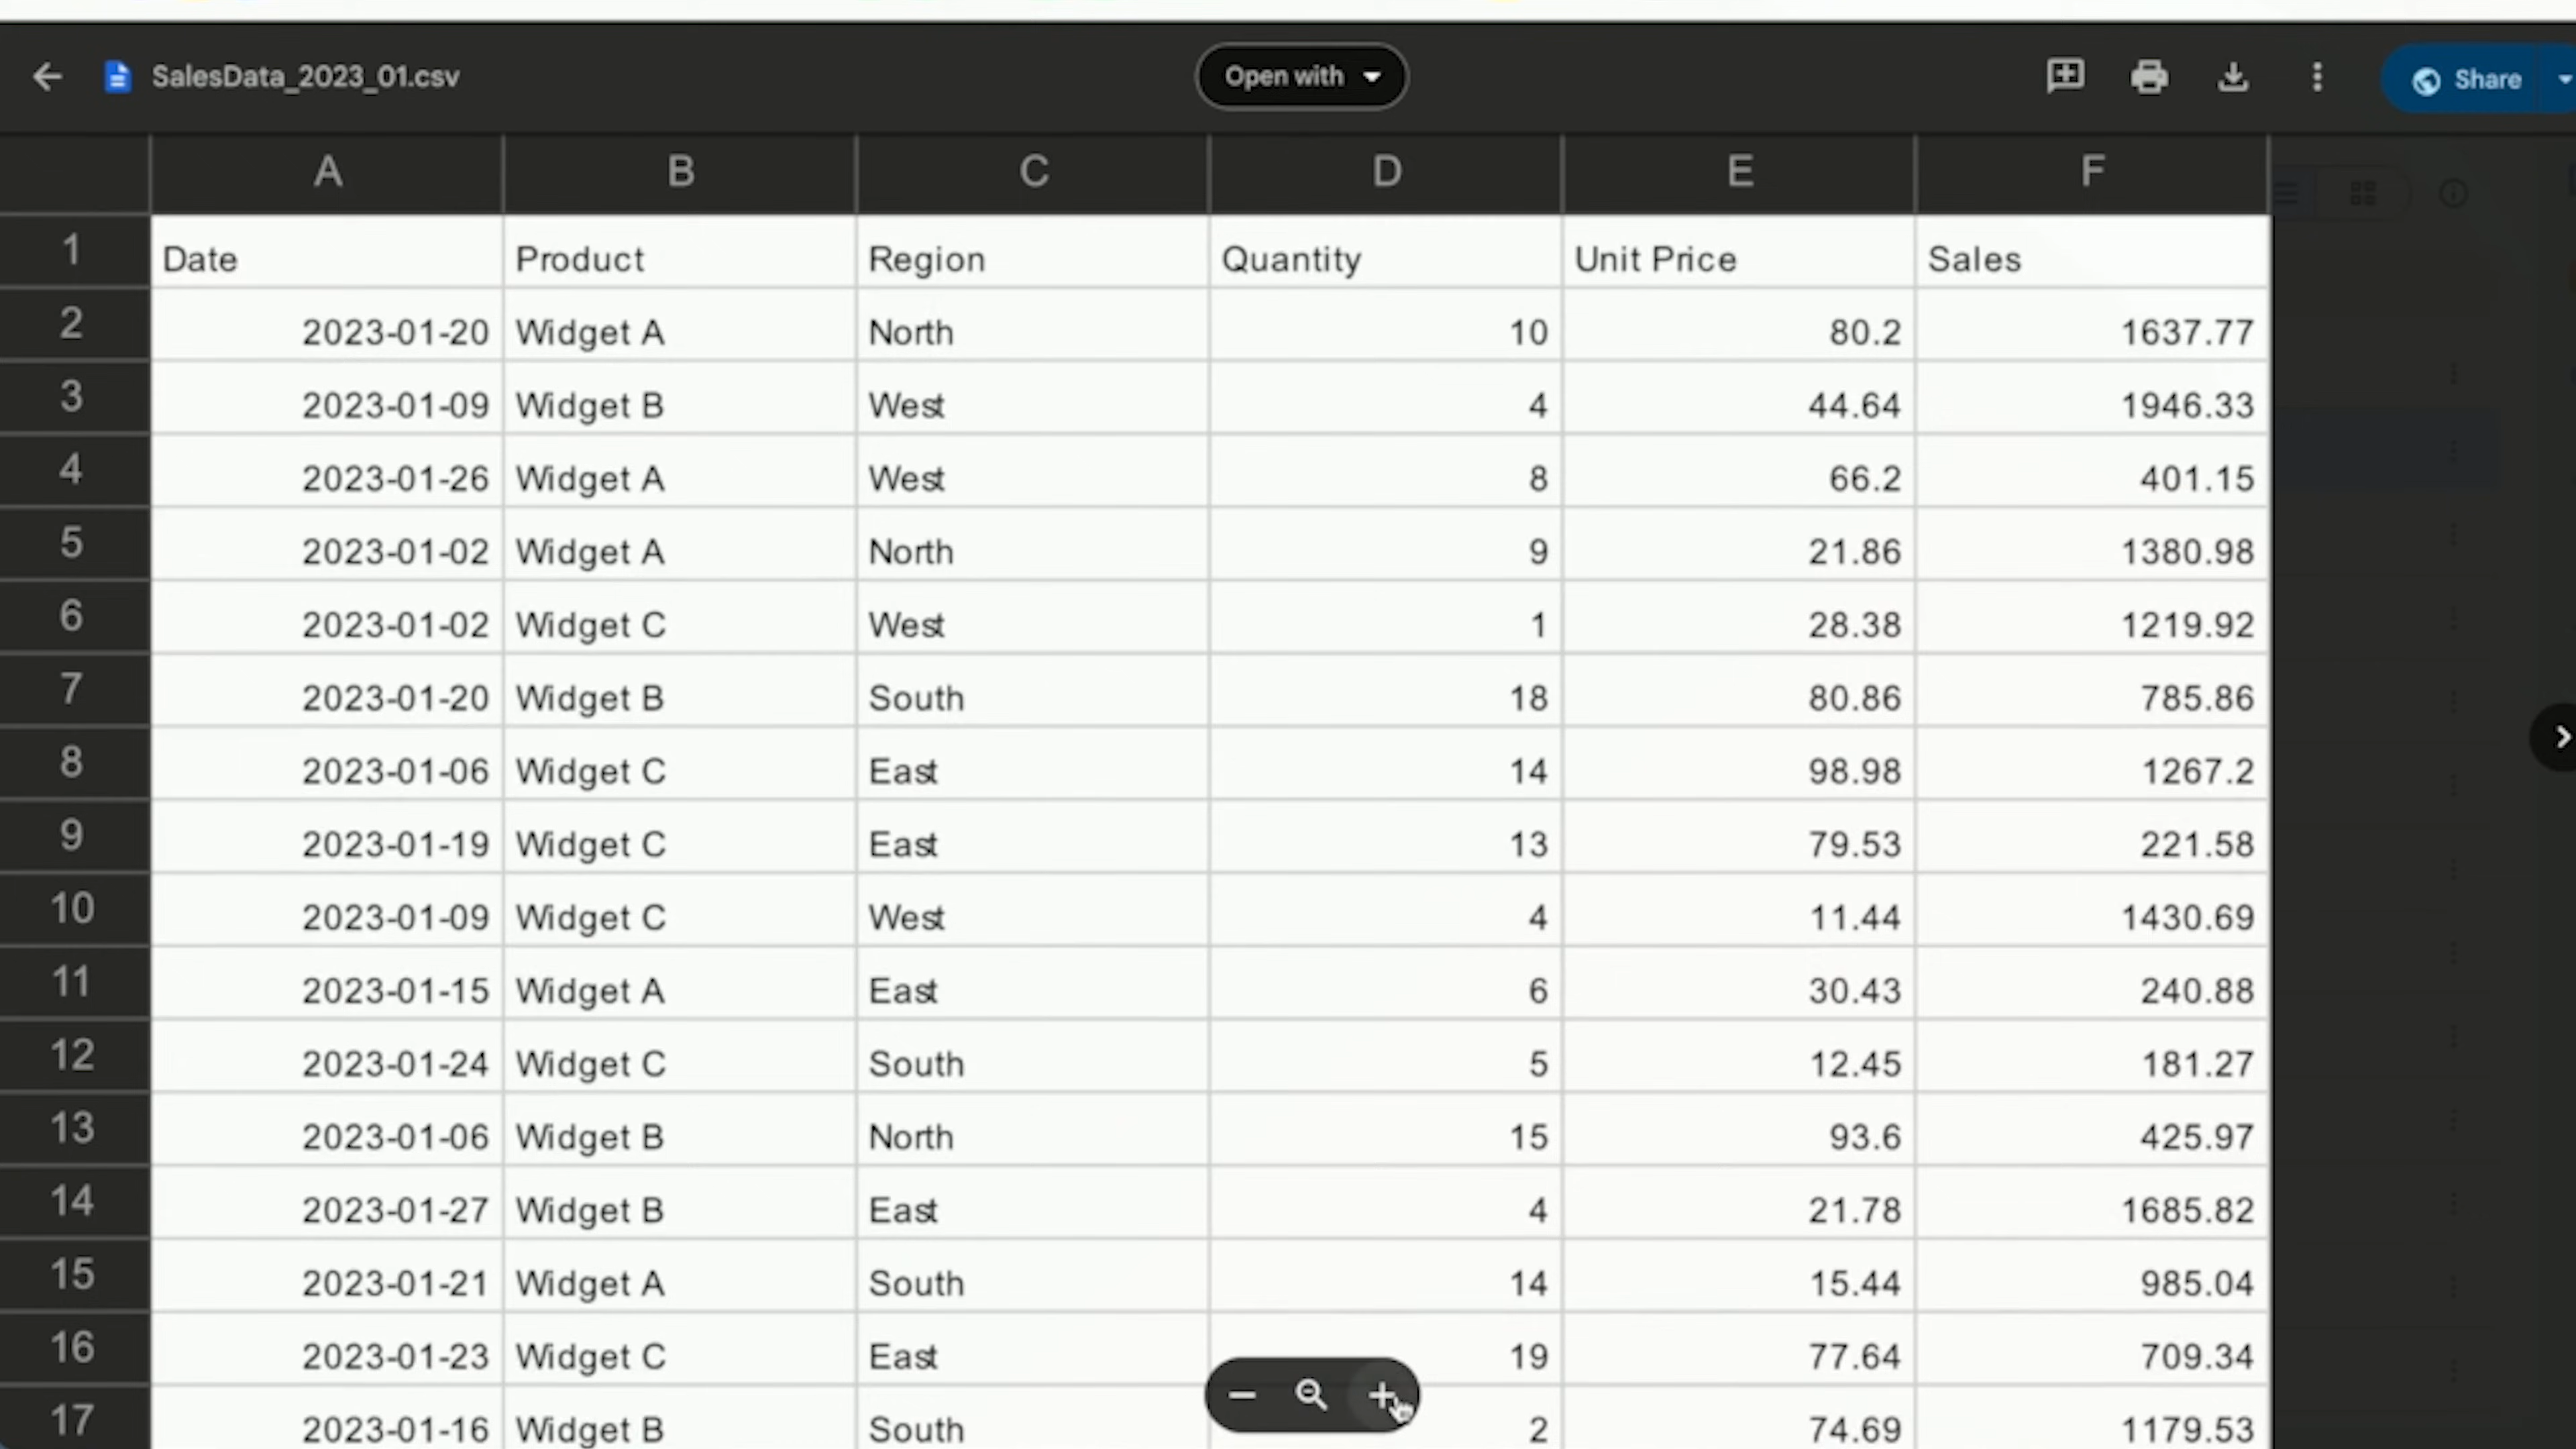 SalesData_2023_01.csv Open with Share
A B C D E F
1 Date Product Region Quantity Unit Price Sales
2 2023-01-20 Widget A North 10 80.2 1637.77
3 2023-01-09 Widget B West 4 44.64 1946.33
4 2023-01-26 Widget A West 8 66.2 401.15
5 2023-01-02 Widget A North 9 21.86 1380.98
6 2023-01-02 Widget C West 1 28.38 1219.92
7 2023-01-20 Widget B South 18 80.86 785.86
8 2023-01-06 Widget C East 14 98.98 1267.2
9 2023-01-19 Widget C East 13 79.53 221.58
10 2023-01-09 Widget C West 4 11.44 1430.69
11 2023-01-15 Widget A East 6 30.43 240.88
12 2023-01-24 Widget C South 5 12.45 181.27
13 2023-01-06 Widget B North 15 93.6 425.97
14 2023-01-27 Widget B East 4 21.78 1685.82
15 2023-01-21 Widget A South 14 15.44 985.04
16 2023-01-23 Widget C East 19 77.64 709.34
17 2023-01-16 Widget B South 2 74.69 1179.53